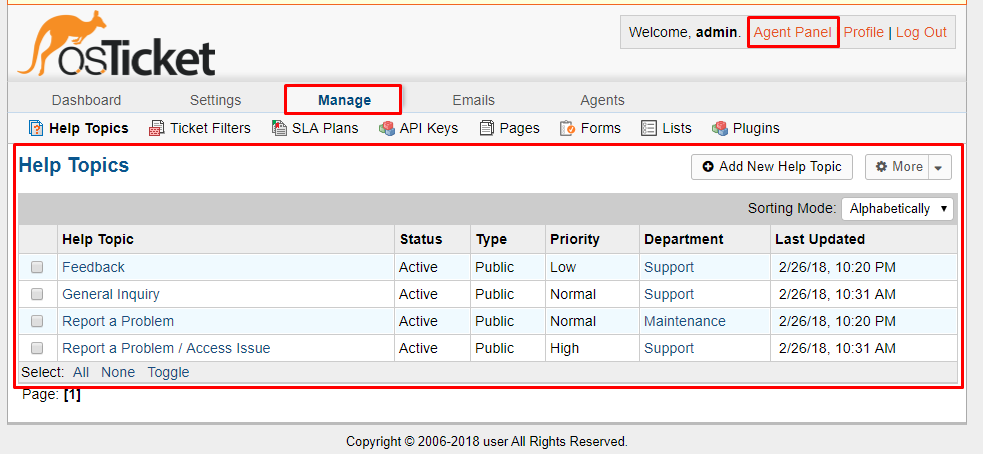 Welcome, admin. Agent Panel Profile | Log Out
osTicket
Dashboard Settings Manage Emails Agents
Help Topics Ticket Filters SLA Plans API Keys Pages Forms Lists Plugins
Help Topics Add New Help Topic More
Sorting Mode: Alphabetically
Help Topic Status Type Priority Department Last Updated
Feedback Active Public Low Support 2/26/18, 10:20 PM
General Inquiry Active Public Normal Support 2/26/18, 10:31 AM
Report a Problem Active Public Normal Maintenance 2/26/18, 10:20 PM
Report a Problem / Access Issue Active Public High Support 2/26/18, 10:31 AM
Select: All None Toggle
Page: [1]
Copyright © 2006-2018 user All Rights Reserved.